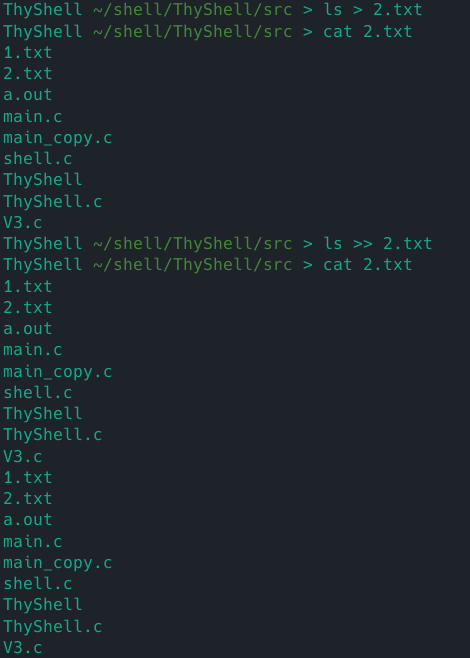 ThyShell ~/shell/ThyShell/src > ls > 2.txt
ThyShell ~/shell/ThyShell/src > cat 2.txt
1.txt
2.txt
a.out
main.c
main_copy.c
shell.c
ThyShell
ThyShell.c
V3.c
ThyShell ~/shell/ThyShell/src > ls >> 2.txt
ThyShell ~/shell/ThyShell/src > cat 2.txt
1.txt
2.txt
a.out
main.c
main_copy.c
shell.c
ThyShell
ThyShell.c
V3.c
1.txt
2.txt
a.out
main.c
main_copy.c
shell.c
ThyShell
ThyShell.c
V3.c